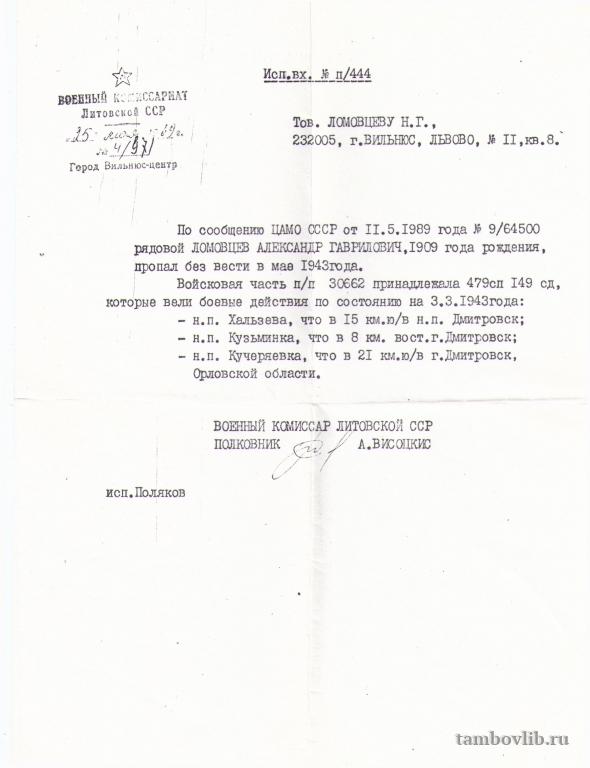 Исп.вх. № п/444
ВОЕННЫЙ КОМИССАРИАТ
Литовской ССР
25
4/971
Город Вильнюс-центр
Тов. ЛОМОВЦЕВУ Н.Г.,
232005, г.ВИЛЬНЮС, ЛЬВОВО, № II,кв.8.
По сообщению ЦАМО СССР от II.5.1989 года № 9/64500
рядовой ЛОМОВЦЕВ АЛЕКСАНДР ГАВРИЛОВИЧ,1909 года рождения,
пропал без вести в мае 1943года.
Войсковая часть п/п 30662 принадлежала 479сп 149 сд,
которые вели боевые действия по состоянию на 3.3.1943года:
- н.п. Хальзева, что в 15 км.ю/в н.п. Дмитровск;
- н.п. Кузьминка, что в 8 км. вост.г.Дмитровск;
- н.п. Кучеряевка, что в 21 км.ю/в г.Дмитровск,
Орловской области.
ВОЕННЫЙ КОМИССАР ЛИТОВСКОЙ ССР
ПОЛКОВНИК А.ВИСОЦКИС
исп.Поляков
tambovlib.ru